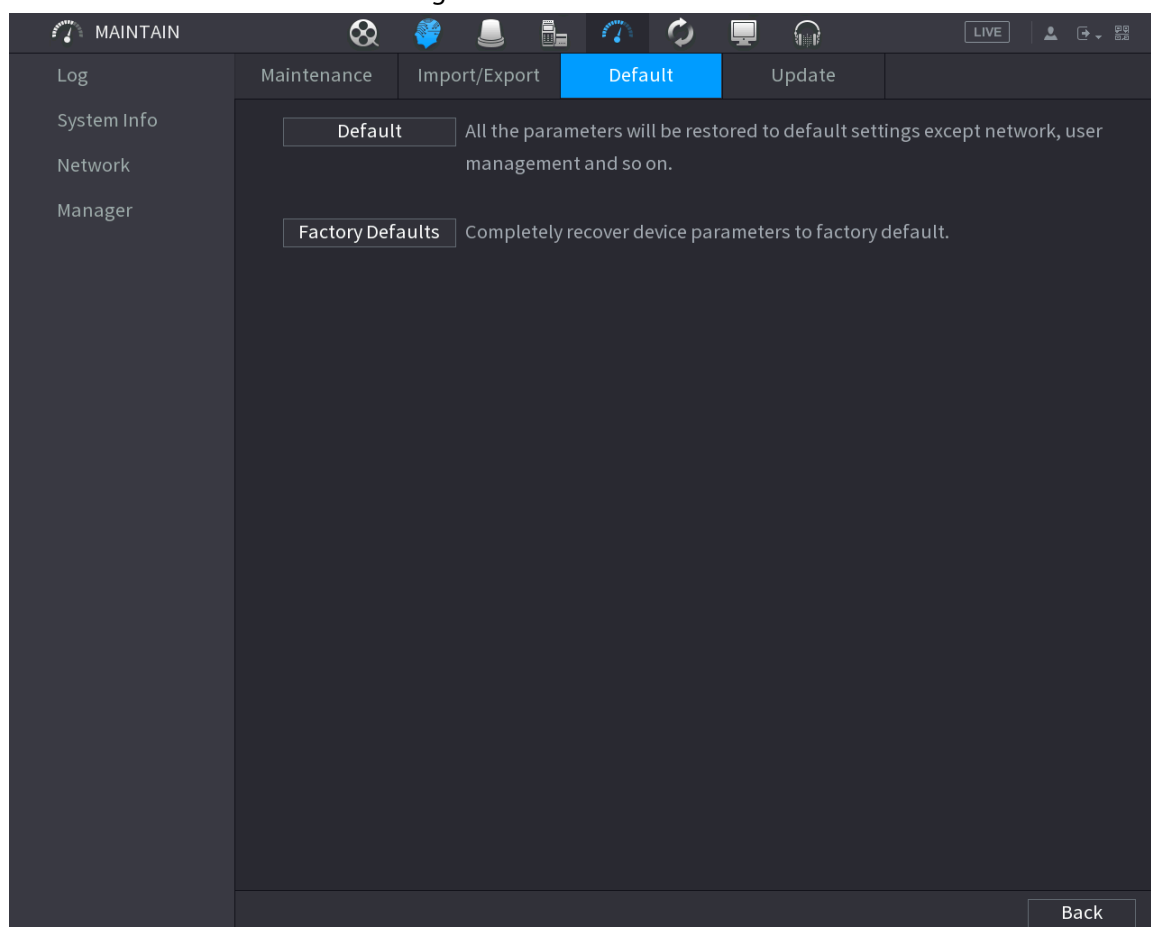 MAINTAIN
LIVE
Log
Maintenance
Import/Export
Default
Update
System Info
Network
Manager
Default
All the parameters will be restored to default settings except network, user
management and so on.
Factory Defaults
Completely recover device parameters to factory default.
Back